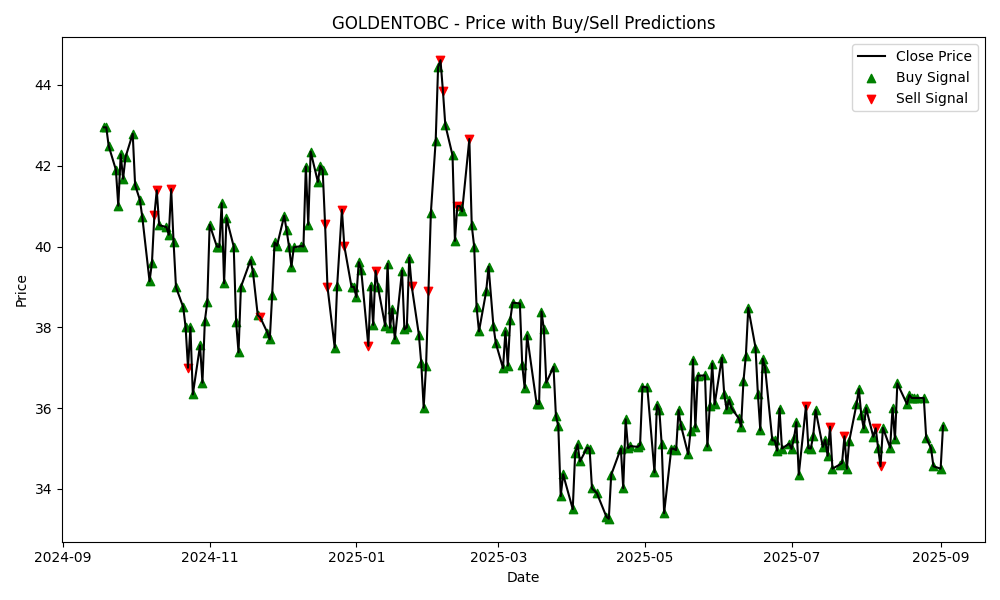 GOLDENTOBC - Price with Buy/Sell Predictions
Close Price
Buy Signal
Sell Signal
Price
44
42
40
38
36
34
2024-09 2024-11 2025-01 2025-03 2025-05 2025-07 2025-09
Date